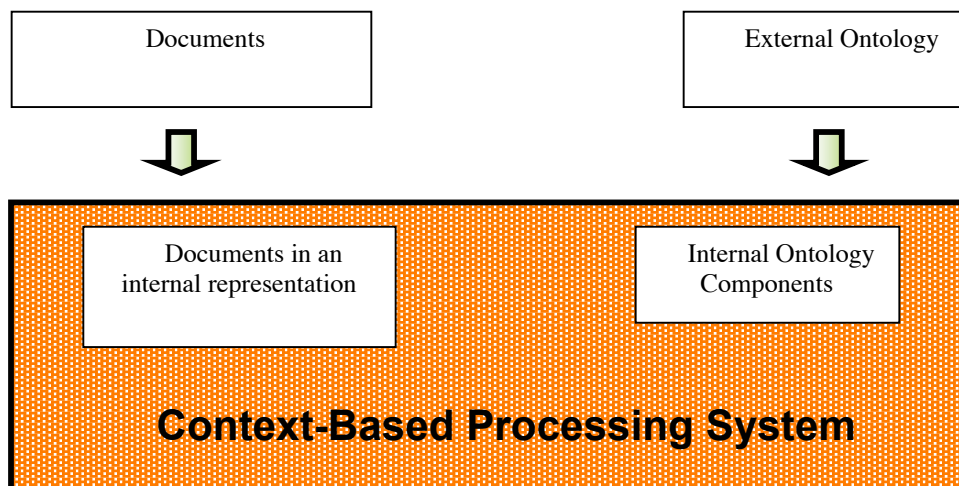 Documents
External Ontology
Documents in an
internal representation
Internal Ontology
Components
Context-Based Processing System